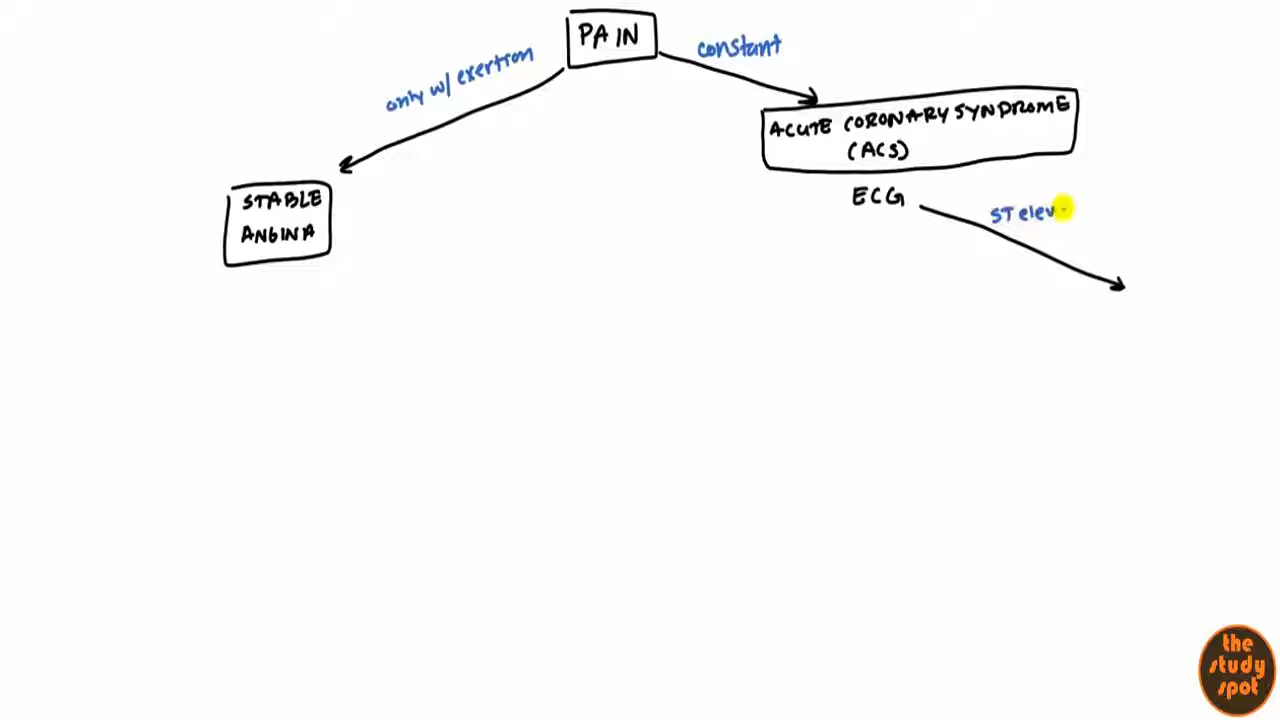 PAIN
only w/ exertion
constant
ACUTE CORONARY SYNDROME
(ACS)
STABLE
ANGINA
ECG
ST elev
the
study
spot